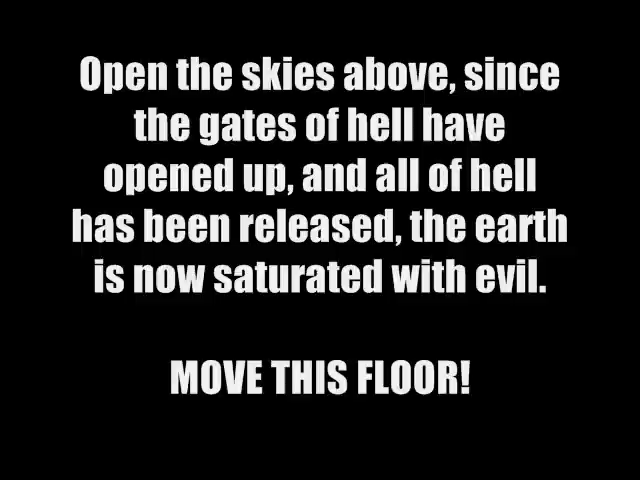 Open the skies above, since
the gates of hell have
opened up, and all of hell
has been released, the earth
is now saturated with evil.
MOVE THIS FLOOR!